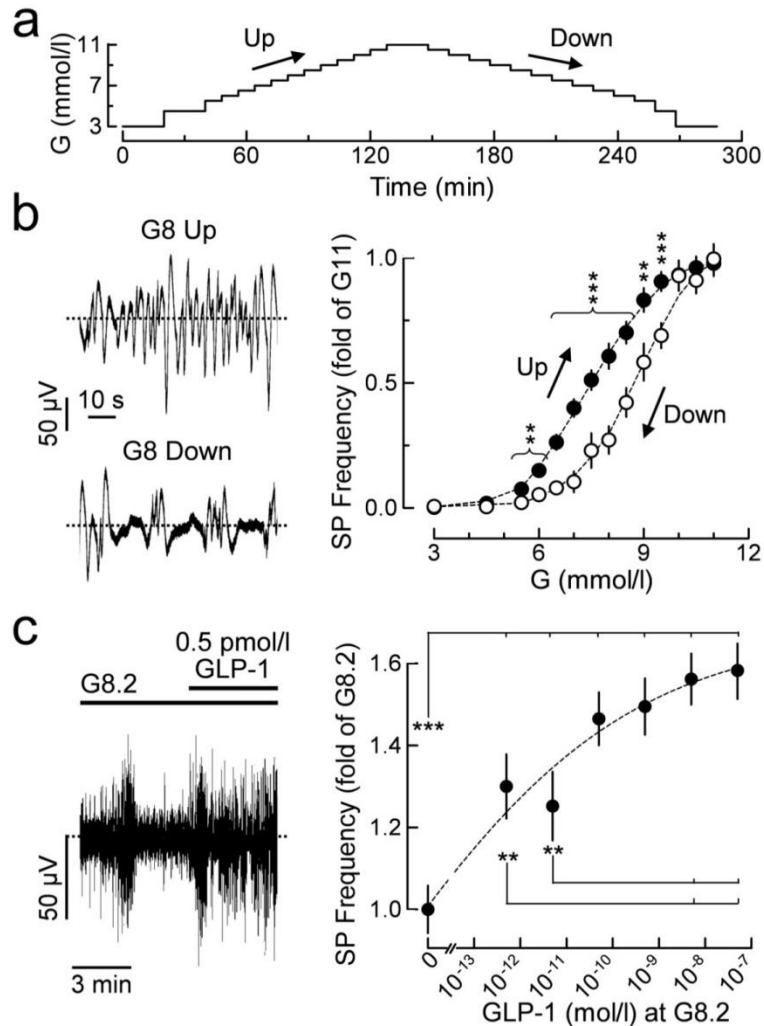 a
G (mmol/l)
11
7
3
Up
Down
0 60 120 180 240 300
Time (min)
b
G8 Up
50 µV
10 s
G8 Down
SP Frequency (fold of G11)
1.0
0.5
0.0
**
***
**
***
Up
Down
3 6 9 12
G (mmol/l)
c
0.5 pmol/l
G8.2 GLP-1
50 µV
3 min
SP Frequency (fold of G8.2)
1.6
1.4
1.2
1.0
***
**
**
0 10-13 10-12 10-11 10-10 10-9 10-8 10-7
GLP-1 (mol/l) at G8.2